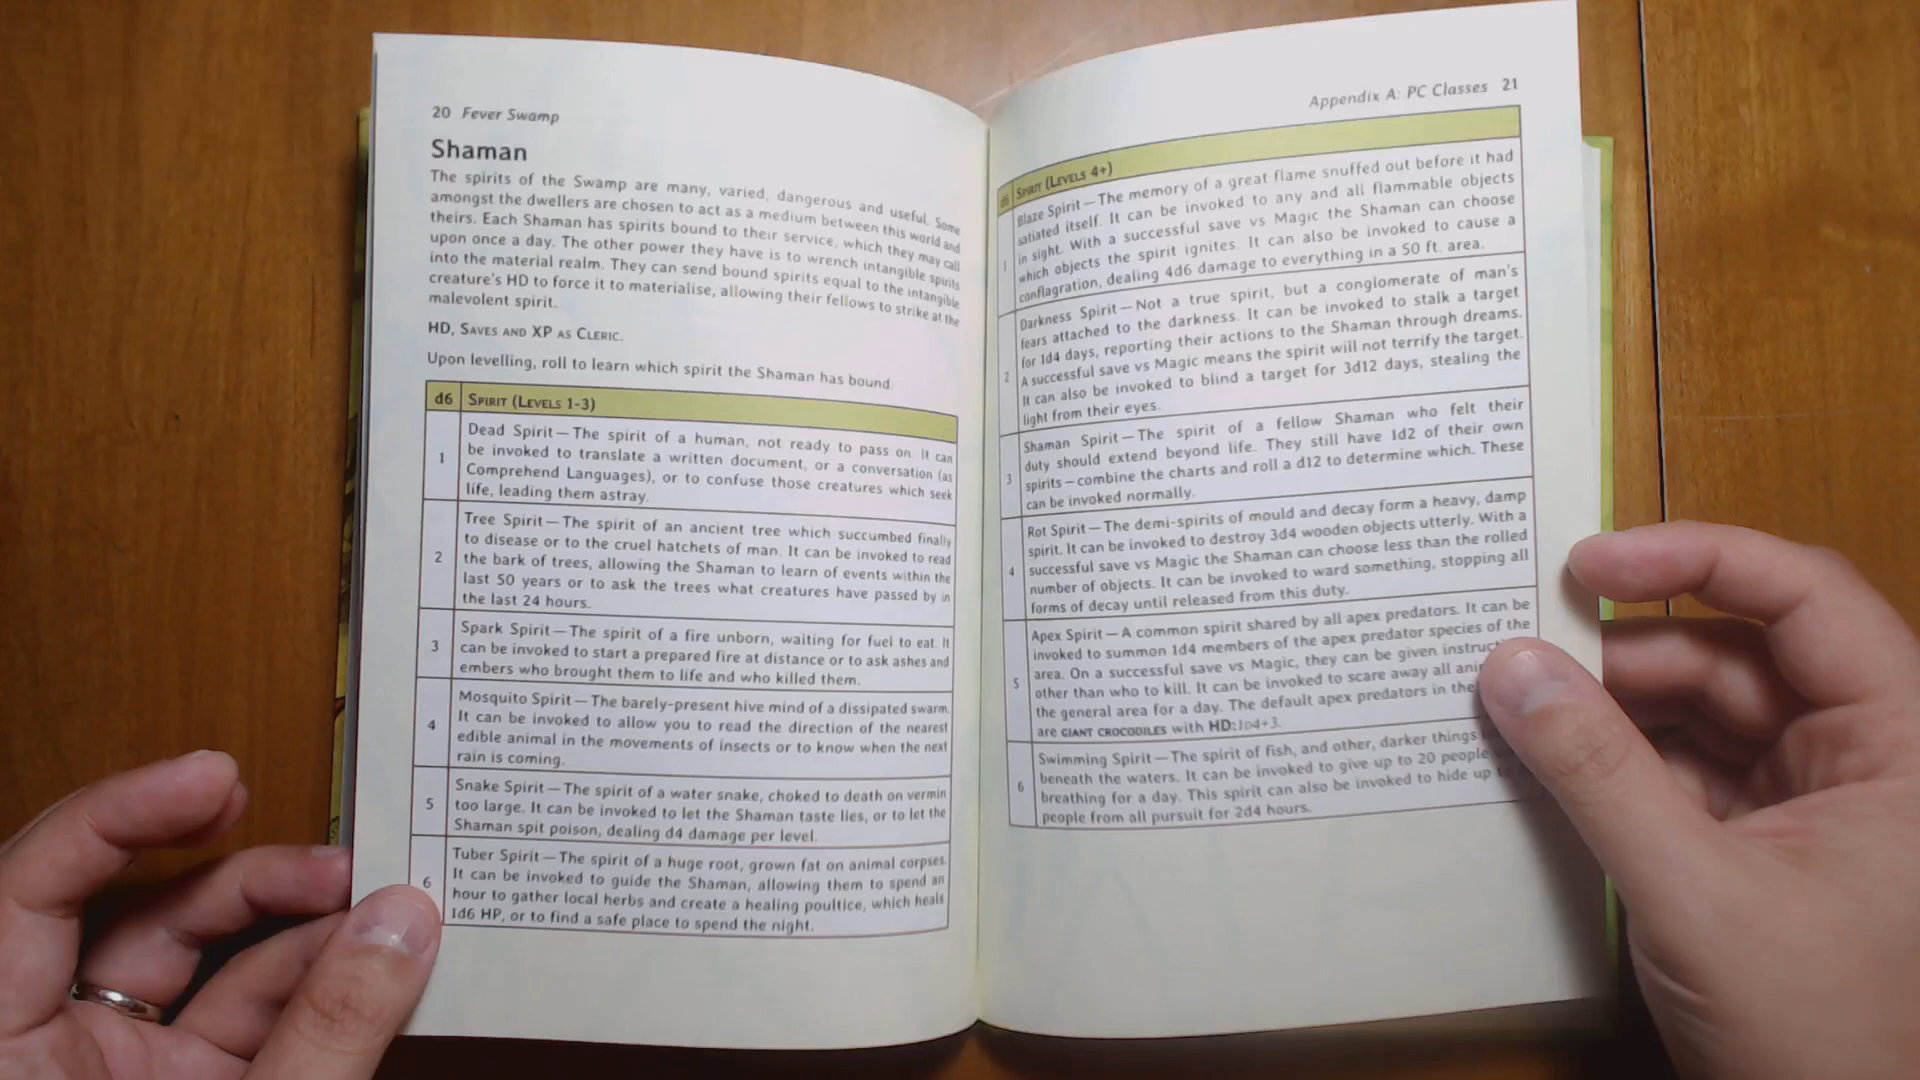 20 Fever Swamp
Shaman
The spirits of the Swamp are many, varied, dangerous and useful. Some
amongst the dwellers are chosen to act as a medium between this world and
theirs. Each Shaman has spirits bound to their service, which they may call
upon once a day. The other power they have is to wrench intangible spirits
into the material realm. They can send bound spirits equal to the intangible
creature's HD to force it to materialise, allowing their fellows to strike at the
malevolent spirit.
HD, Saves and XP as Cleric.
Upon levelling, roll to learn which spirit the Shaman has bound.
d6 Spirit (Levels 1-3)
1 Dead Spirit — The spirit of a human, not ready to pass on. It can
be invoked to translate a written document, or a conversation (as
Comprehend Languages), or to confuse those creatures which seek
life, leading them astray.
2 Tree Spirit — The spirit of an ancient tree which succumbed finally
to disease or to the cruel hatchets of man. It can be invoked to read
the bark of trees, allowing the Shaman to learn of events within the
last 50 years or to ask the trees what creatures have passed by in
the last 24 hours.
3 Spark Spirit — The spirit of a fire unborn, waiting for fuel to eat. It
can be invoked to start a prepared fire at distance or to ask ashes and
embers who brought them to life and who killed them.
4 Mosquito Spirit — The barely-present hive mind of a dissipated swarm.
It can be invoked to allow you to read the direction of the nearest
edible animal in the movements of insects or to know when the next
rain is coming.
5 Snake Spirit — The spirit of a water snake, choked to death on vermin
too large. It can be invoked to let the Shaman taste lies, or to let the
Shaman spit poison, dealing d4 damage per level.
6 Tuber Spirit — The spirit of a huge root, grown fat on animal corpses.
It can be invoked to guide the Shaman, allowing them to spend an
hour to gather local herbs and create a healing poultice, which heals
1d6 HP, or to find a safe place to spend the night.
Appendix A: PC Classes 21
d6 Spirit (Levels 4+)
1 Blaze Spirit — The memory of a great flame snuffed out before it had
satiated itself. It can be invoked to any and all flammable objects
in sight. With a successful save vs Magic the Shaman can choose
which objects the spirit ignites. It can also be invoked to cause a
conflagration, dealing 4d6 damage to everything in a 50 ft. area.
2 Darkness Spirit — Not a true spirit, but a conglomerate of man's
fears attached to the darkness. It can be invoked to stalk a target
for 1d4 days, reporting their actions to the Shaman through dreams.
A successful save vs Magic means the spirit will not terrify the target.
It can also be invoked to blind a target for 3d12 days, stealing the
light from their eyes.
3 Shaman Spirit — The spirit of a fellow Shaman who felt their
duty should extend beyond life. They still have 1d2 of their own
spirits – combine the charts and roll a d12 to determine which. These
can be invoked normally.
4 Rot Spirit — The demi-spirits of mould and decay form a heavy, damp
spirit. It can be invoked to destroy 3d4 wooden objects utterly. With a
successful save vs Magic the Shaman can choose less than the rolled
number of objects. It can be invoked to ward something, stopping all
forms of decay until released from this duty.
5 Apex Spirit — A common spirit shared by all apex predators. It can be
invoked to summon 1d4 members of the apex predator species of the
area. On a successful save vs Magic, they can be given
other than who to kill. It can be invoked to scare away all
the general area for a day. The default apex predators in the
are giant crocodiles with HD:1d4+3.
6 Swimming Spirit — The spirit of fish, and other, darker things
beneath the waters. It can be invoked to give up to 20 people
breathing for a day. This spirit can also be invoked to hide up
people from all pursuit for 2d4 hours.